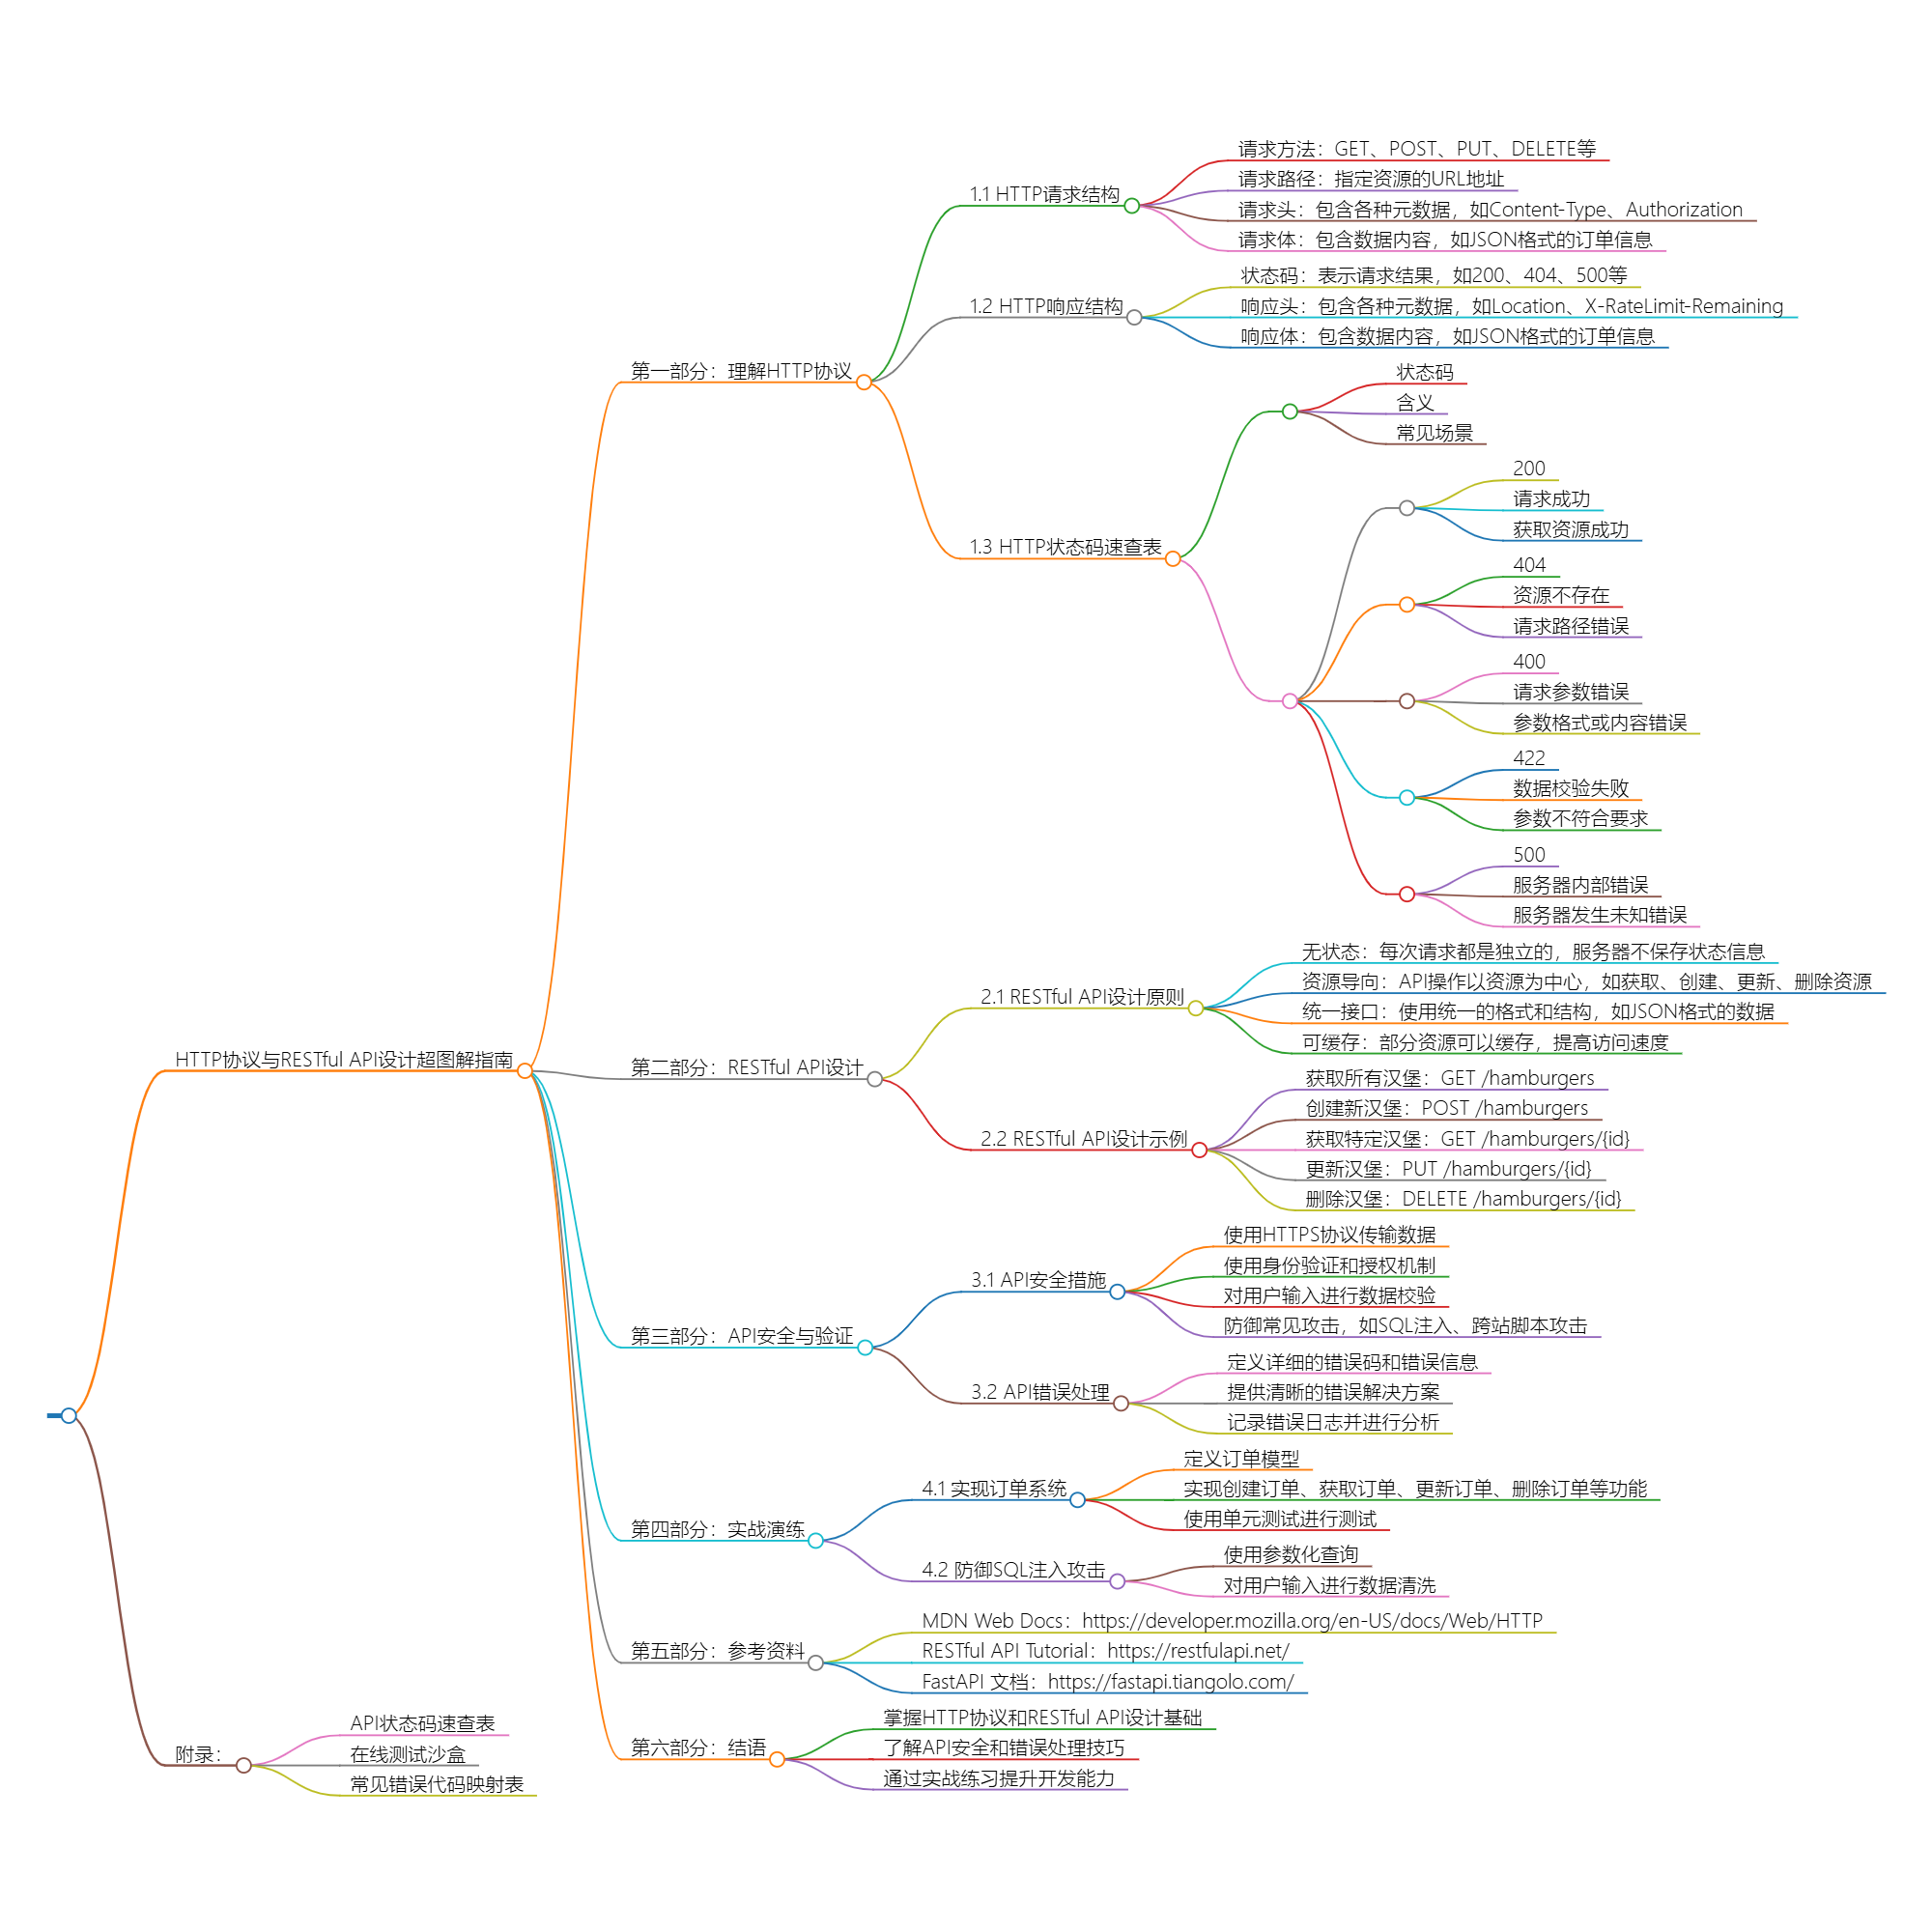 HTTP协议与RESTful API设计超图解指南
第一部分：理解HTTP协议
1.1 HTTP请求结构
请求方法：GET、POST、PUT、DELETE等
请求路径：指定资源的URL地址
请求头：包含各种元数据，如Content-Type、Authorization
请求体：包含数据内容，如JSON格式的订单信息
1.2 HTTP响应结构
状态码：表示请求结果，如200、404、500等
响应头：包含各种元数据，如Location、X-RateLimit-Remaining
响应体：包含数据内容，如JSON格式的订单信息
1.3 HTTP状态码速查表
状态码
含义
常见场景
200
请求成功
获取资源成功
404
资源不存在
请求路径错误
400
请求参数错误
参数格式或内容错误
422
数据校验失败
参数不符合要求
500
服务器内部错误
服务器发生未知错误
第二部分：RESTful API设计
2.1 RESTful API设计原则
无状态：每次请求都是独立的，服务器不保存状态信息
资源导向：API操作以资源为中心，如获取、创建、更新、删除资源
统一接口：使用统一的格式和结构，如JSON格式的数据
可缓存：部分资源可以缓存，提高访问速度
2.2 RESTful API设计示例
获取所有汉堡：GET /hamburgers
创建新汉堡：POST /hamburgers
获取特定汉堡：GET /hamburgers/{id}
更新汉堡：PUT /hamburgers/{id}
删除汉堡：DELETE /hamburgers/{id}
第三部分：API安全与验证
3.1 API安全措施
使用HTTPS协议传输数据
使用身份验证和授权机制
对用户输入进行数据校验
防御常见攻击，如SQL注入、跨站脚本攻击
3.2 API错误处理
定义详细的错误码和错误信息
提供清晰的错误解决方案
记录错误日志并进行分析
第四部分：实战演练
4.1 实现订单系统
定义订单模型
实现创建订单、获取订单、更新订单、删除订单等功能
使用单元测试进行测试
4.2 防御SQL注入攻击
使用参数化查询
对用户输入进行数据清洗
第五部分：参考资料
MDN Web Docs：https://developer.mozilla.org/en-US/docs/Web/HTTP
RESTful API Tutorial：https://restfulapi.net/
FastAPI 文档：https://fastapi.tiangolo.com/
第六部分：结语
掌握HTTP协议和RESTful API设计基础
了解API安全和错误处理技巧
通过实战练习提升开发能力
附录：
API状态码速查表
在线测试沙盒
常见错误代码映射表